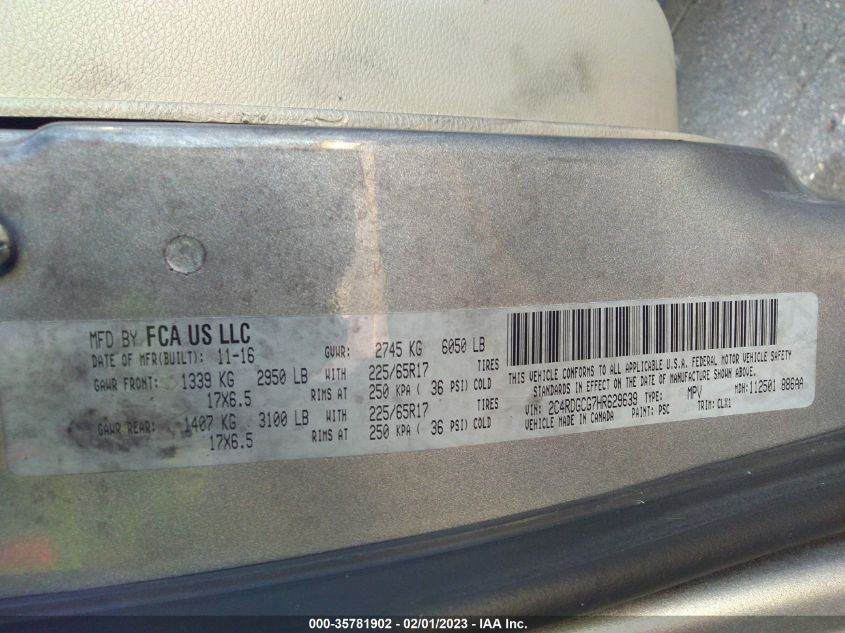 MFD BY FCA US LLC
DATE OF MFR(BUILT): 11-16 GVWR: 2745 KG 6050 LB
GAWR FRONT: 1339 KG 2950 LB WITH 225/65R17 TIRES
17X6.5 RIMS AT 250 KPA ( 36 PSI) COLD
GAWR REAR: 1407 KG 3100 LB WITH 225/65R17 TIRES
17X6.5 RIMS AT 250 KPA ( 36 PSI) COLD
THIS VEHICLE CONFORMS TO ALL APPLICABLE U.S.A. FEDERAL MOTOR VEHICLE SAFETY
STANDARDS IN EFFECT ON THE DATE OF MANUFACTURE SHOWN ABOVE.
VIN: 2C4RDGCG7HR629639 TYPE: MPV MDH: 112501 886AA
VEHICLE MADE IN CANADA PAINT: PSC TRIM: CLX1
000-35781902 - 02/01/2023 - © IAA Inc.